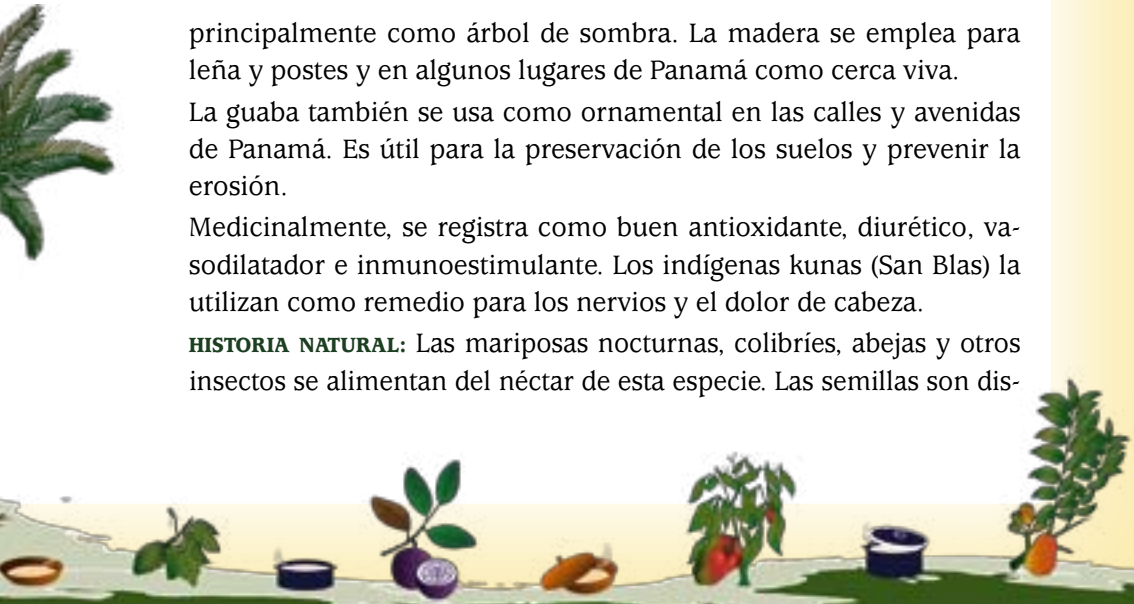 principalmente como árbol de sombra. La madera se emplea para
leña y postes y en algunos lugares de Panamá como cerca viva.
La guaba también se usa como ornamental en las calles y avenidas
de Panamá. Es útil para la preservación de los suelos y prevenir la
erosión.
Medicinalmente, se registra como buen antioxidante, diurético, va-
sodilatador e inmunoestimulante. Los indígenas kunas (San Blas) la
utilizan como remedio para los nervios y el dolor de cabeza.
HISTORIA NATURAL: Las mariposas nocturnas, colibríes, abejas y otros
insectos se alimentan del néctar de esta especie. Las semillas son dis-